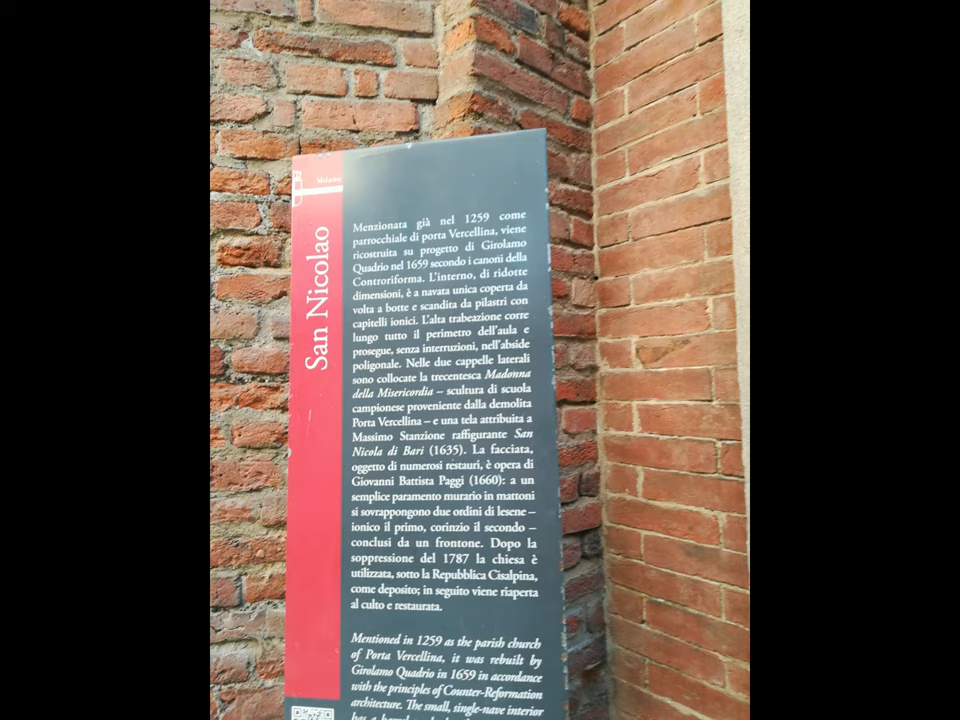 Milano
San Nicolao
Menzionata già nel 1259 come
parrocchiale di porta Vercellina, viene
ricostruita su progetto di Girolamo
Quadrio nel 1659 secondo i canoni della
Controriforma. L'interno, di ridotte
dimensioni, è a navata unica coperta da
volta a botte e scandita da pilastri con
capitelli ionici. L'alta trabeazione corre
lungo tutto il perimetro dell'aula e
prosegue, senza interruzioni, nell'abside
poligonale. Nelle due cappelle laterali
sono collocate la trecentesca Madonna
della Misericordia – scultura di scuola
campionese proveniente dalla demolita
Porta Vercellina – e una tela attribuita a
Massimo Stanzione raffigurante San
Nicola di Bari (1635). La facciata,
oggetto di numerosi restauri, è opera di
Giovanni Battista Paggi (1660): a un
semplice paramento murario in mattoni
si sovrappongono due ordini di lesene –
ionico il primo, corinzio il secondo –
conclusi da un frontone. Dopo la
soppressione del 1787 la chiesa è
utilizzata, sotto la Repubblica Cisalpina,
come deposito; in seguito viene riaperta
al culto e restaurata.
Mentioned in 1259 as the parish church
of Porta Vercellina, it was rebuilt by
Girolamo Quadrio in 1659 in accordance
with the principles of Counter-Reformation
architecture. The small, single-nave interior
has a